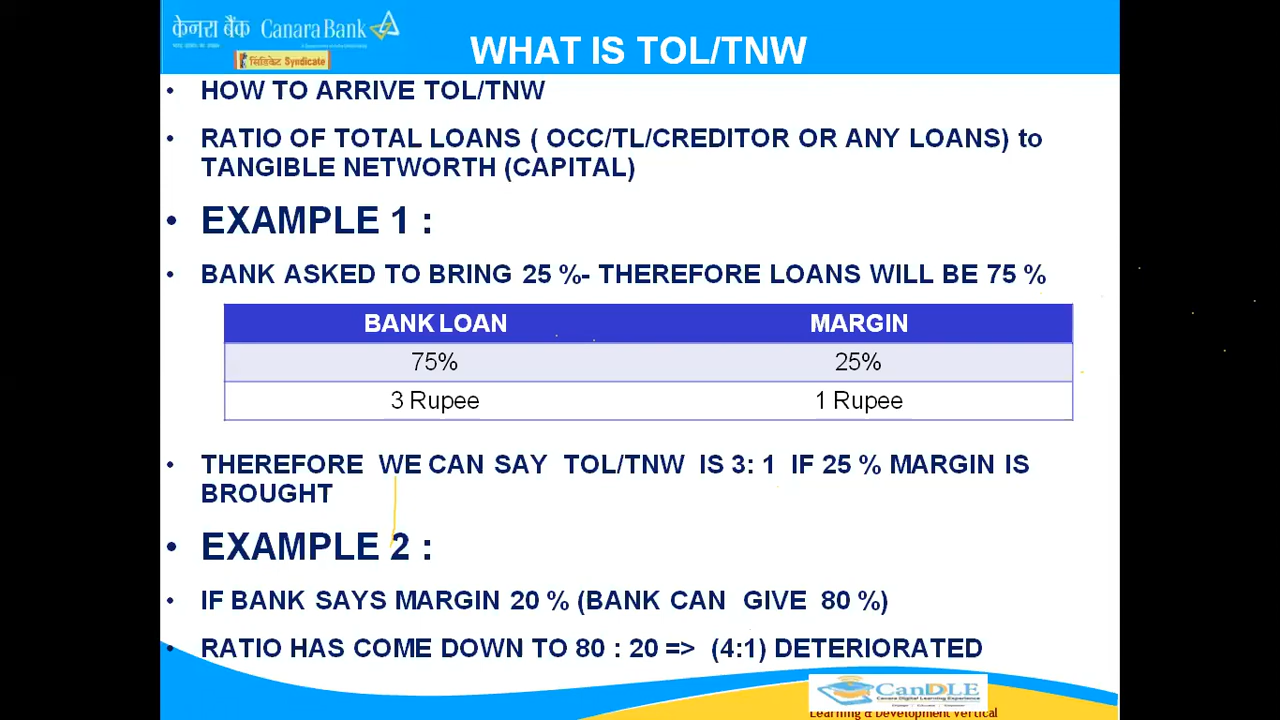 केनरा बैंक Canara Bank
सिंडिकेट Syndicate
WHAT IS TOL/TNW
• HOW TO ARRIVE TOL/TNW
• RATIO OF TOTAL LOANS ( OCC/TL/CREDITOR OR ANY LOANS) to
TANGIBLE NETWORTH (CAPITAL)
• EXAMPLE 1 :
• BANK ASKED TO BRING 25 %- THEREFORE LOANS WILL BE 75 %
BANK LOAN MARGIN
75% 25%
3 Rupee 1 Rupee
• THEREFORE WE CAN SAY TOL/TNW IS 3: 1 IF 25 % MARGIN IS
BROUGHT
• EXAMPLE 2 :
• IF BANK SAYS MARGIN 20 % (BANK CAN GIVE 80 %)
• RATIO HAS COME DOWN TO 80 : 20 => (4:1) DETERIORATED
CanDLE
Canara Digital Learning Experience
Learning & Development Vertical